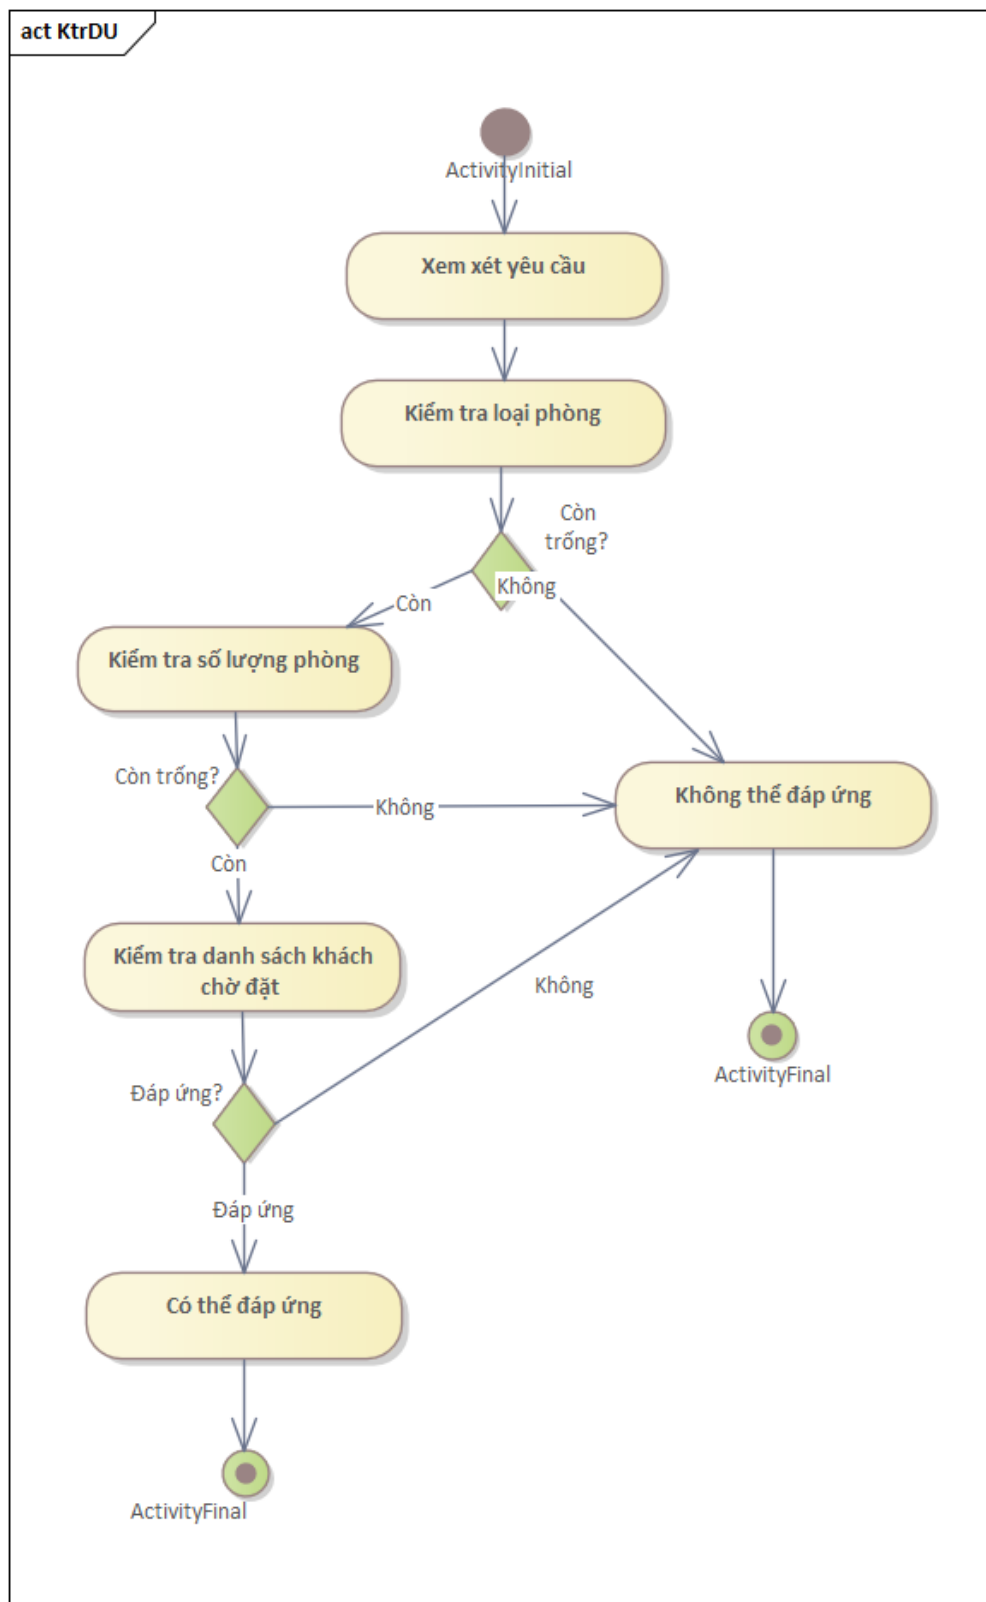 act KtrDU
ActivityInitial
Xem xét yêu cầu
Kiểm tra loại phòng
Còn
trống?
Không
Còn
Kiểm tra số lượng phòng
Còn trống?
Không
Không thể đáp ứng
Còn
Kiểm tra danh sách khách
chờ đặt
Không
ActivityFinal
Đáp ứng?
Đáp ứng
Có thể đáp ứng
ActivityFinal